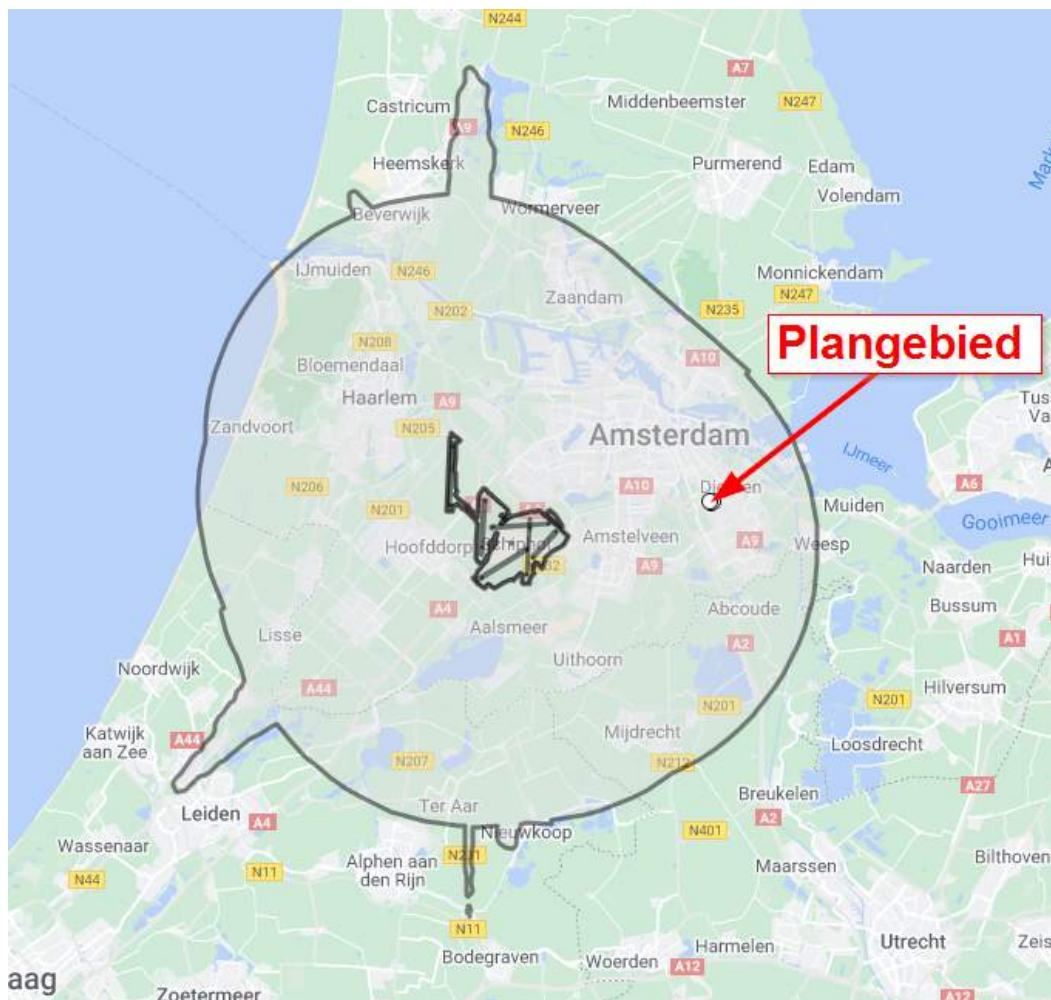 N244
A7
Castricum
Middenbeemster
N247
A9
N246
Heemskerk
Purmerend
Edam
Volendam
Beverwijk
Wormerveer
IJmuiden
N246
Monnickendam
Zaandam
N247
N202
N235
N208
Plangebied
A10
Bloemendaal
Haarlem
A9
Zandvoort
N205
Amsterdam
IJmeer
N206
A10
A6
Muiden
Gooimeer
N201
Hoofddorp
Schiphol
Amstelveen
A9
Weesp
A9
Naarden
Abcoude
Bussum
A4
Aalsmeer
A1
Lisse
A2
Uithoorn
Noordwijk
A44
N201
N201
Hilversum
Katwijk
aan Zee
A44
Mijdrecht
Loosdrecht
N207
N212
A27
Breukelen
Ter Aar
Leiden
A4
A2
Nieuwkoop
N401
Wassenaar
N11
Alphen aan
den Rijn
Maarssen
Bilthoven
N44
N11
Utrecht
Harmelen
Bodegraven
Woerden
A12
Zeis
aag
Zoetermeer
A12